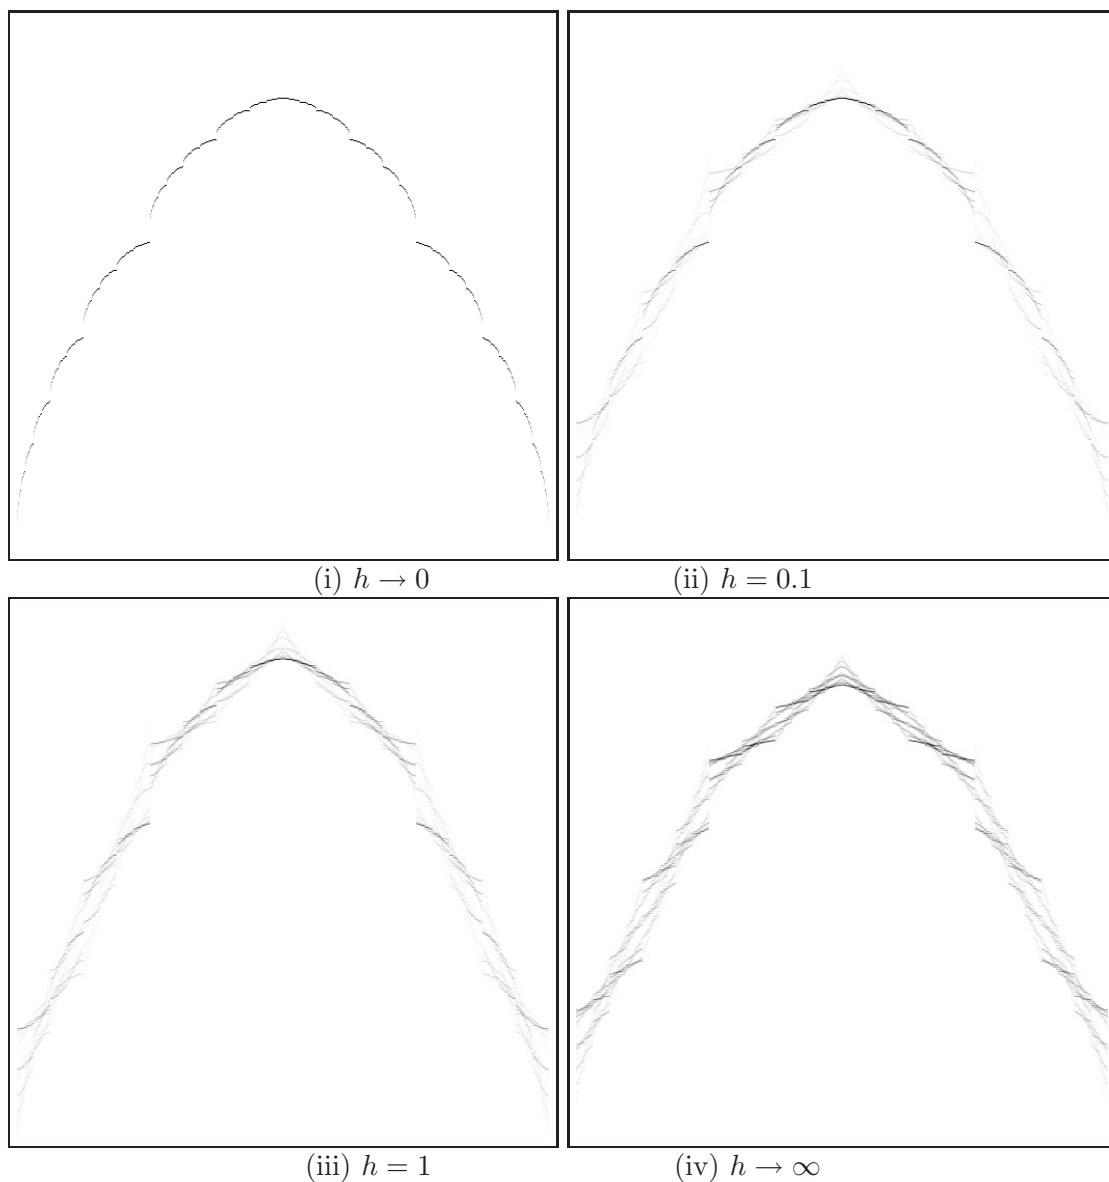 (i) h → 0
(ii) h = 0.1
(iii) h = 1
(iv) h → ∞